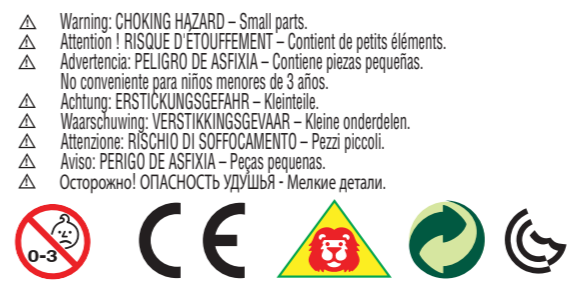 ⚠ Warning: CHOKING HAZARD – Small parts.
⚠ Attention ! RISQUE D'ETOUFFEMENT – Contient de petits éléments.
⚠ Advertencia: PELIGRO DE ASFIXIA – Contiene piezas pequeñas.
No conveniente para niños menores de 3 años.
⚠ Achtung: ERSTICKUNGSGEFAHR – Kleinteile.
⚠ Waarschuwing: VERSTIKKINGSGEVAAR – Kleine onderdelen.
⚠ Attenzione: RISCHIO DI SOFFOCAMENTO – Pezzi piccoli.
⚠ Aviso: PERIGO DE ASFIXIA – Peças pequenas.
⚠ Осторожно! ОПАСНОСТЬ УДУШЬЯ - Мелкие детали.
0-3 CE